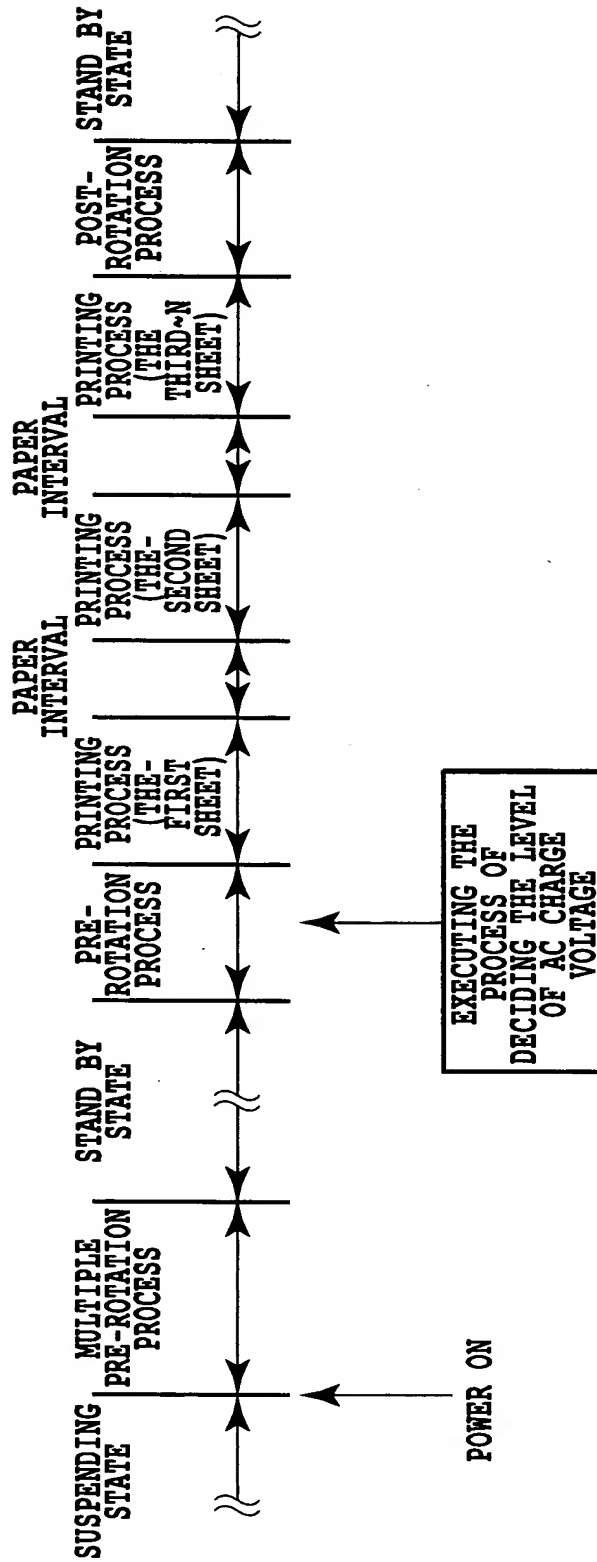 SUSPENDING
STATE
MULTIPLE
PRE-ROTATION
PROCESS
STAND BY
STATE
PRE-
ROTATION
PROCESS
PRINTING
PROCESS
(THE-
FIRST
SHEET)
PAPER
INTERVAL
PRINTING
PROCESS
(THE-
SECOND
SHEET)
PAPER
INTERVAL
PRINTING
PROCESS
(THE
THIRD~N
SHEET)
POST-
ROTATION
PROCESS
STAND BY
STATE
POWER ON
EXECUTING THE
PROCESS OF
DECIDING THE LEVEL
OF AC CHARGE
VOLTAGE